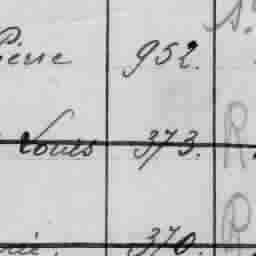 Pierre 952.
Louis 373. R.
370. R